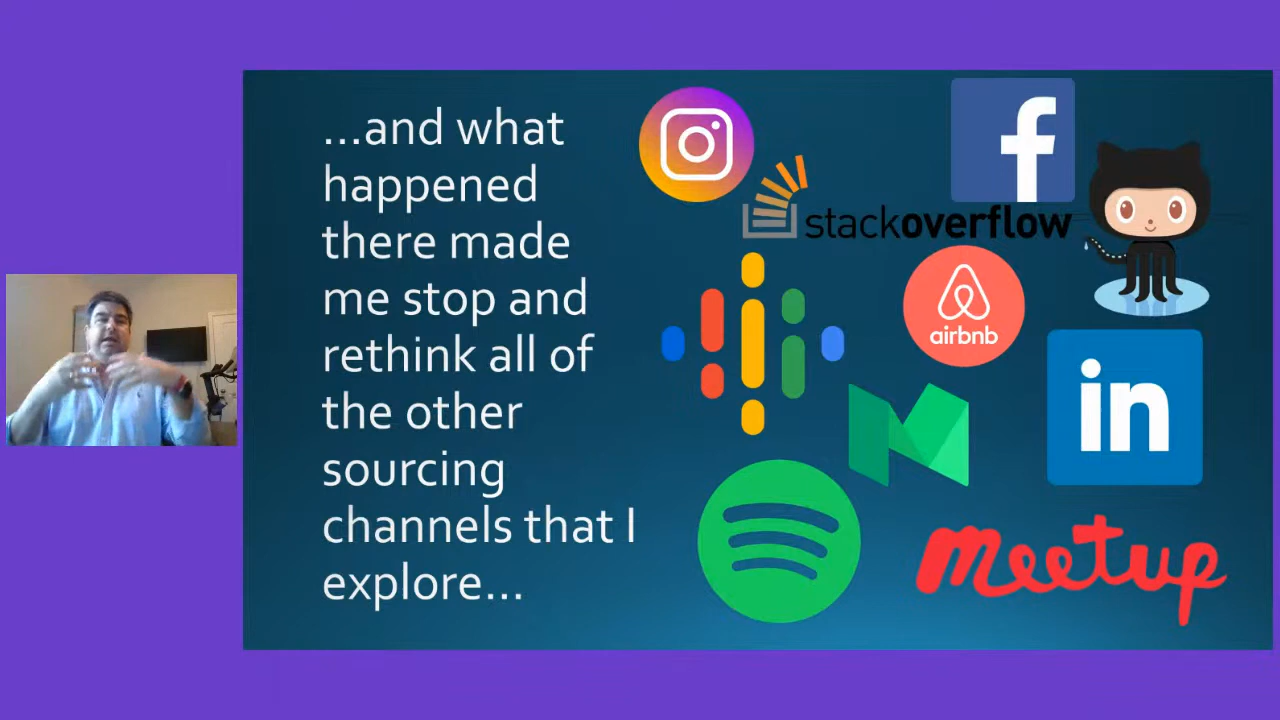 ...and what
happened
there made
me stop and
rethink all of
the other
sourcing
channels that I
explore...
f
stackoverflow
airbnb
in
M
meetup